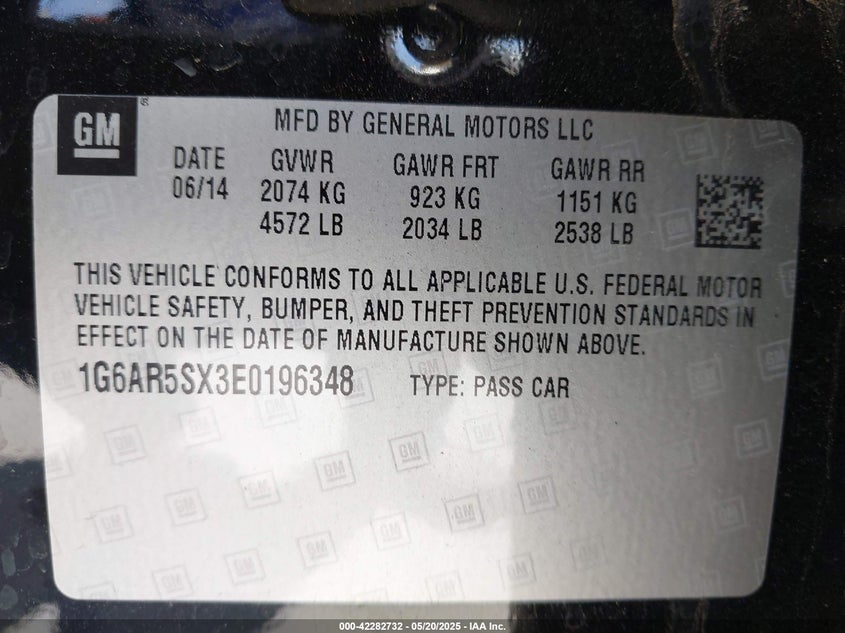 GM
MFD BY GENERAL MOTORS LLC
DATE GVWR GAWR FRT GAWR RR
06/14 2074 KG 923 KG 1151 KG
4572 LB 2034 LB 2538 LB
THIS VEHICLE CONFORMS TO ALL APPLICABLE U.S. FEDERAL MOTOR
VEHICLE SAFETY, BUMPER, AND THEFT PREVENTION STANDARDS IN
EFFECT ON THE DATE OF MANUFACTURE SHOWN ABOVE.
1G6AR5SX3E0196348 TYPE: PASS CAR
000-42282732 - 05/20/2025 - IAA Inc.